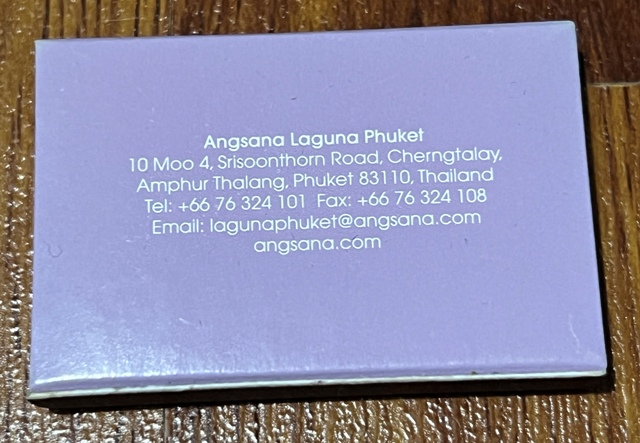 Angsana Laguna Phuket
10 Moo 4, Srisoonthorn Road, Cherngtalay,
Amphur Thalang, Phuket 83110, Thailand
Tel: +66 76 324 101 Fax: +66 76 324 108
Email: lagunaphuket@angsana.com
angsana.com